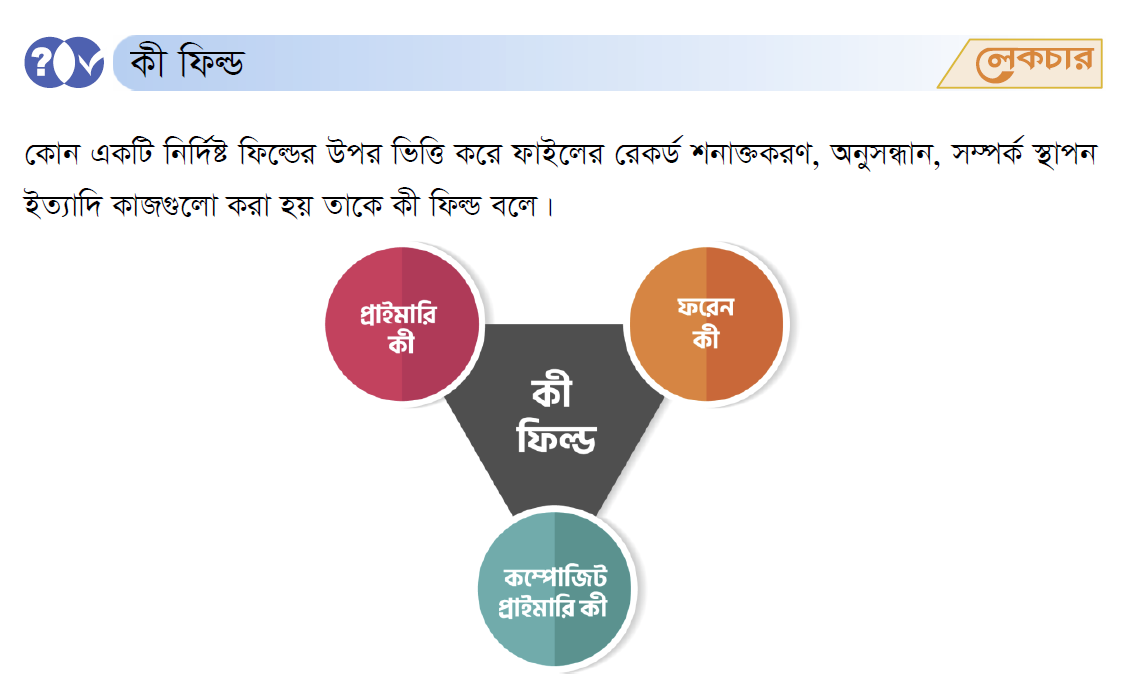 কী ফিল্ড
লেকচার
কোন একটি নির্দিষ্ট ফিল্ডের উপর ভিত্তি করে ফাইলের রেকর্ড শনাক্তকরণ, অনুসন্ধান, সম্পর্ক স্থাপন
ইত্যাদি কাজগুলো করা হয় তাকে কী ফিল্ড বলে।
প্রাইমারি
কী
ফরেন
কী
কী
ফিল্ড
কম্পোজিট
প্রাইমারি কী